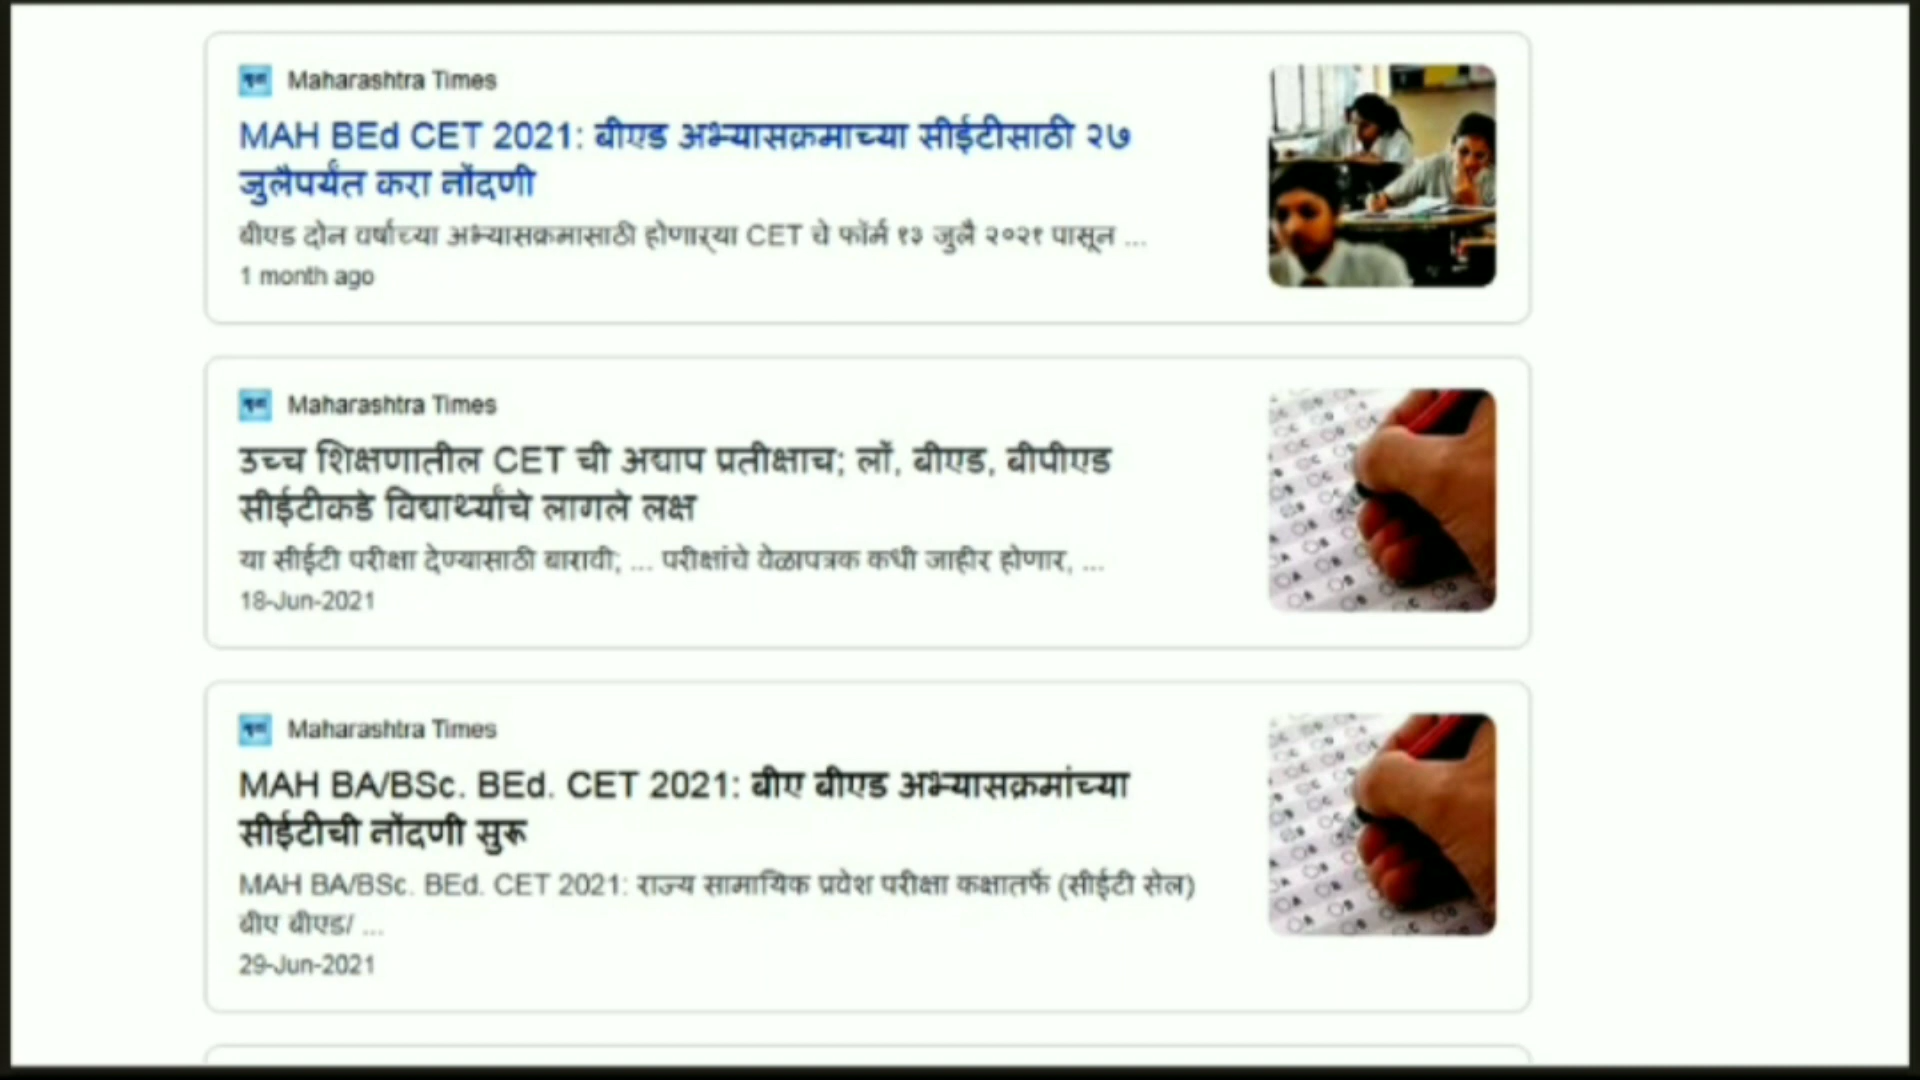 Maharashtra Times
MAH BEd CET 2021: बीएड अभ्यासक्रमाच्या सीईटीसाठी २७
जुलैपर्यंत करा नोंदणी
बीएड दोन वर्षाच्या अभ्यासक्रमासाठी होणाऱ्या CET चे फॉर्म १३ जुलै २०२१ पासून ...
1 month ago
Maharashtra Times
उच्च शिक्षणातील CET ची अद्याप प्रतीक्षाच; लॉ, बीएड, बीपीएड
सीईटीकडे विद्यार्थ्यांचे लागले लक्ष
या सीईटी परीक्षा देण्यासाठी बारावी; ... परीक्षांचे वेळापत्रक कधी जाहीर होणार, ...
18-Jun-2021
Maharashtra Times
MAH BA/BSc. BEd. CET 2021: बीए बीएड अभ्यासक्रमांच्या
सीईटीची नोंदणी सुरू
MAH BA/BSc. BEd. CET 2021: राज्य सामायिक प्रवेश परीक्षा कक्षातर्फे (सीईटी सेल)
बीए बीएड/ ...
29-Jun-2021